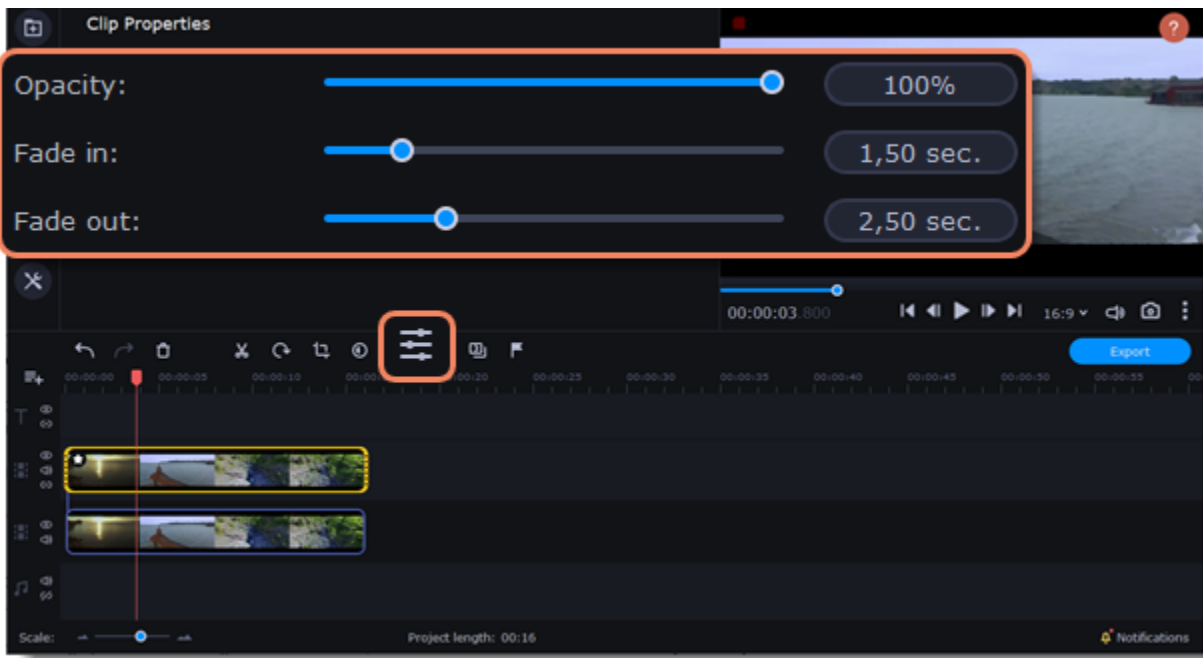 Clip Properties
?
Opacity: 100%
Fade in: 1,50 sec.
Fade out: 2,50 sec.
00:00:03.800
16:9
Export
00:00:00 00:00:05 00:00:10 00:00:20 00:00:25 00:00:30 00:00:35 00:00:40 00:00:45 00:00:50 00:00:55
T
Scale: Project length: 00:16 Notifications